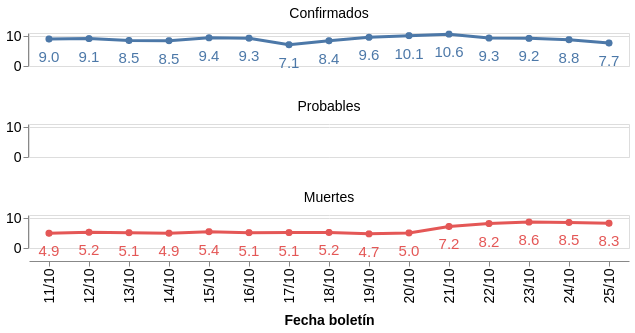 Confirmados
10
0
9.0 9.1 8.5 8.5 9.4 9.3 7.1 8.4 9.6 10.1 10.6 9.3 9.2 8.8 7.7
Probables
10
0
Muertes
10
0
4.9 5.2 5.1 4.9 5.4 5.1 5.1 5.2 4.7 5.0 7.2 8.2 8.6 8.5 8.3
11/10 12/10 13/10 14/10 15/10 16/10 17/10 18/10 19/10 20/10 21/10 22/10 23/10 24/10 25/10
Fecha boletín